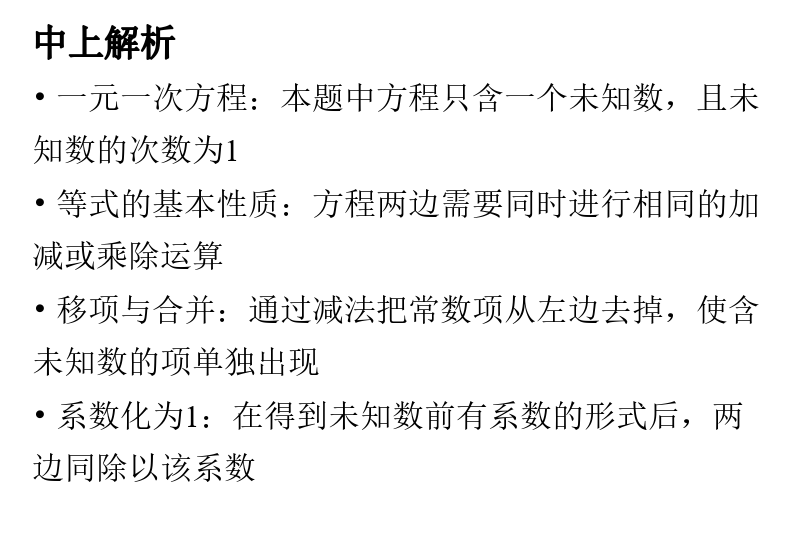 中上解析
• 一元一次方程：本题中方程只含一个未知数，且未
知数的次数为1
• 等式的基本性质：方程两边需要同时进行相同的加
减或乘除运算
• 移项与合并：通过减法把常数项从左边去掉，使含
未知数的项单独出现
• 系数化为1：在得到未知数前有系数的形式后，两
边同除以该系数